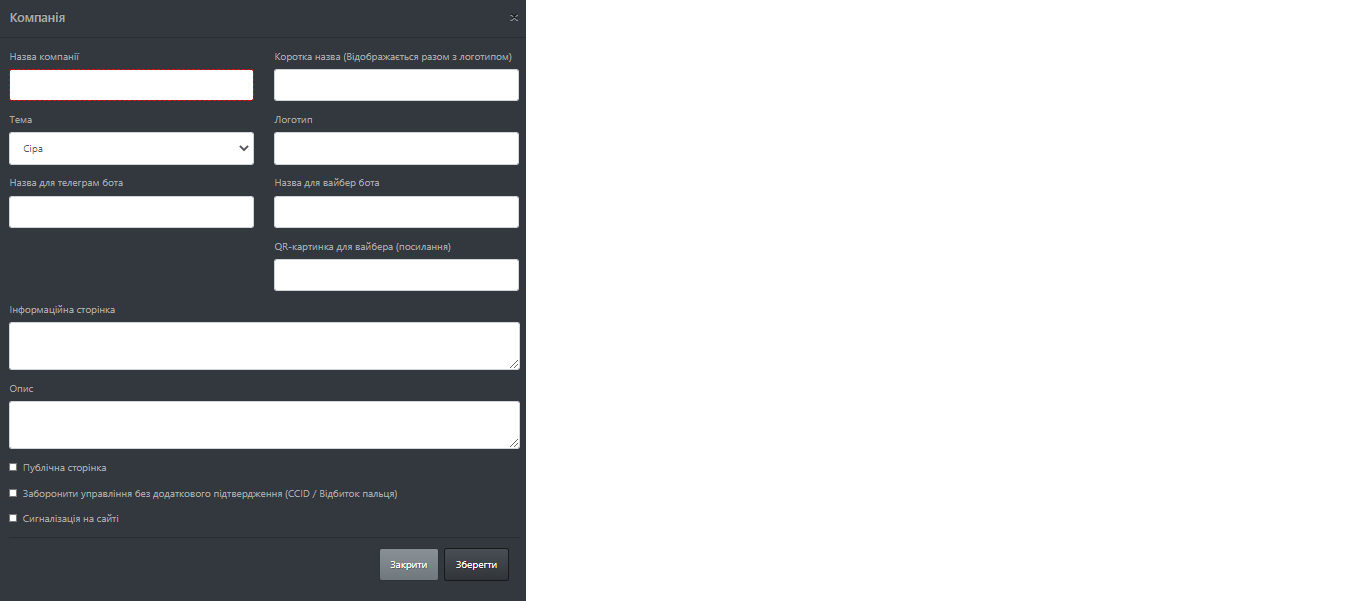 Компанія
Назва компанії
Коротка назва (Відображається разом з логотипом)
Тема
Логотип
Сіра
Назва для телеграм бота
Назва для вайбер бота
QR-картинка для вайбера (посилання)
Інформаційна сторінка
Опис
Публічна сторінка
Заборонити управління без додаткового підтвердження (CCID / Відбиток пальця)
Сигналізація на сайті
Закрити
Зберегти